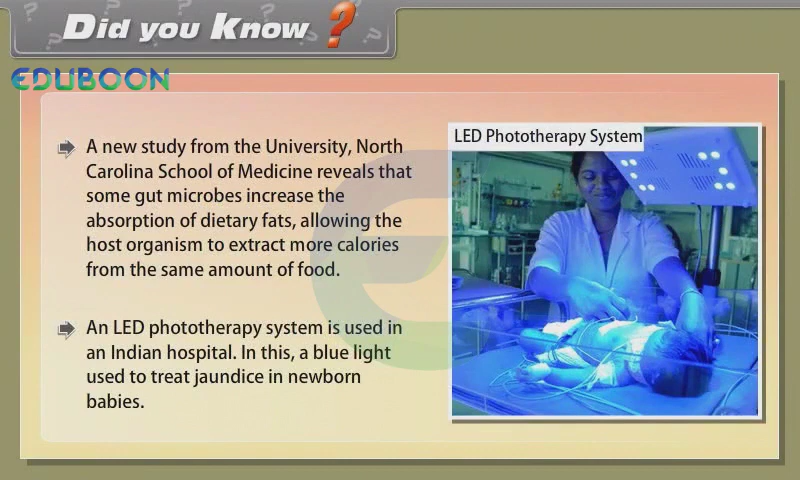 Did you Know ?
EDUBOON
A new study from the University, North
Carolina School of Medicine reveals that
some gut microbes increase the
absorption of dietary fats, allowing the
host organism to extract more calories
from the same amount of food.
An LED phototherapy system is used in
an Indian hospital. In this, a blue light
used to treat jaundice in newborn
babies.
LED Phototherapy System